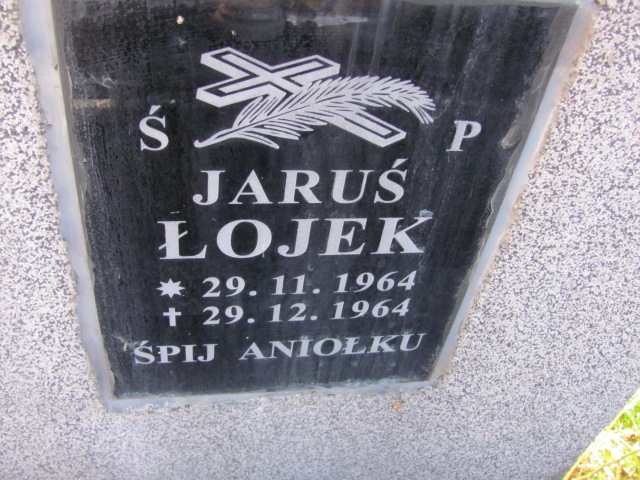 Ś P
JARUŚ
ŁOJEK
* 29. 11. 1964
✝ 29. 12. 1964
ŚPIJ ANIOŁKU